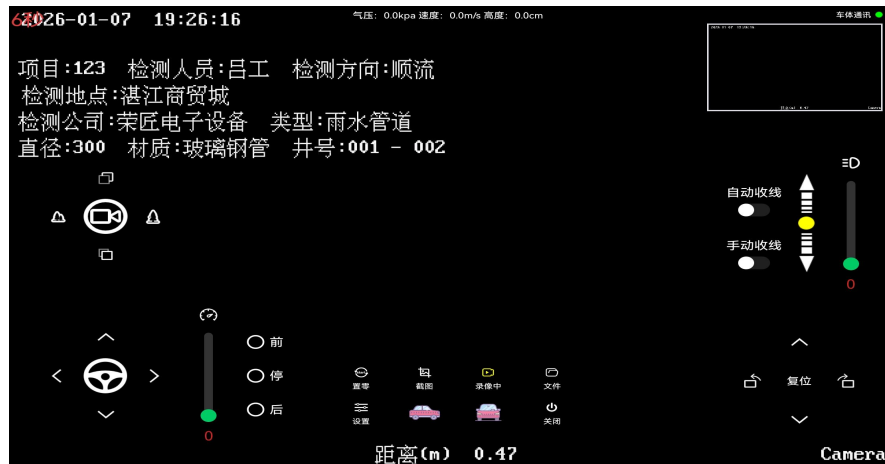 6秒
2026-01-07 19:26:16
气压: 0.0kpa 速度: 0.0m/s 高度: 0.0cm
车体通讯
项目:123 检测人员:吕工 检测方向:顺流
检测地点:湛江商贸城
检测公司:荣匠电子设备 类型:雨水管道
直径:300 材质:玻璃钢管 井号:001 - 002
自动收线
手动收线
0
前
停
后
置零 截图 录像中 文件
复位
设置 关闭
0
距离(m) 0.47
Camera